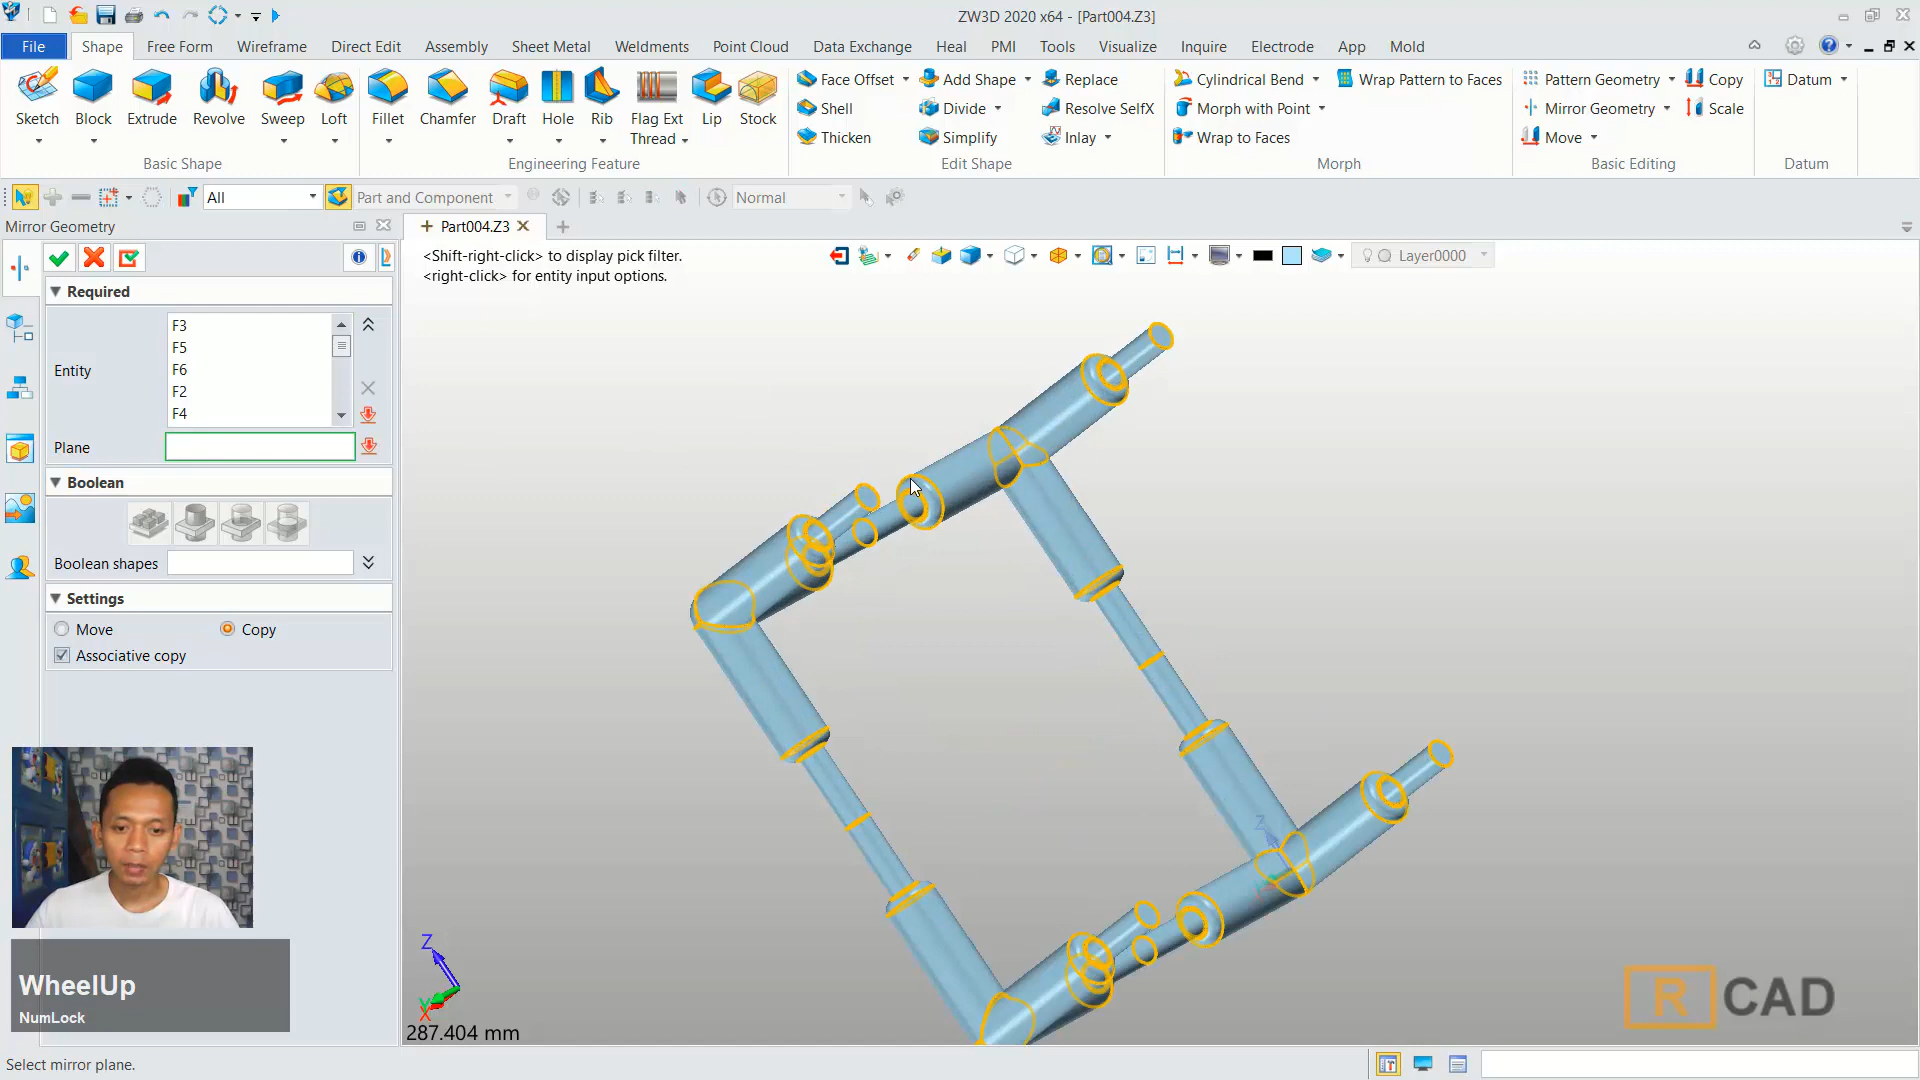 ZW3D 2020 x64 - [Part004.Z3]
File
Shape
Free Form
Wireframe
Direct Edit
Assembly
Sheet Metal
Weldments
Point Cloud
Data Exchange
Heal
PMI
Tools
Visualize
Inquire
Electrode
App
Mold
Sketch
Block
Extrude
Revolve
Sweep
Loft
Fillet
Chamfer
Draft
Hole
Rib
Flag Ext
Thread
Lip
Stock
Face Offset
Shell
Thicken
Add Shape
Divide
Simplify
Replace
Resolve SelfX
Inlay
Cylindrical Bend
Morph with Point
Wrap to Faces
Wrap Pattern to Faces
Pattern Geometry
Mirror Geometry
Move
Copy
Scale
Datum
Basic Shape
Engineering Feature
Edit Shape
Morph
Basic Editing
Datum
All
Part and Component
Normal
Mirror Geometry
Part004.Z3
<Shift-right-click> to display pick filter.
<right-click> for entity input options.
Layer0000
Required
Entity
F3
F5
F6
F2
F4
Plane
Boolean
Boolean shapes
Settings
Move
Copy
Associative copy
Z
Z
Y
X
287.404 mm
WheelUp
NumLock
R CAD
Select mirror plane.